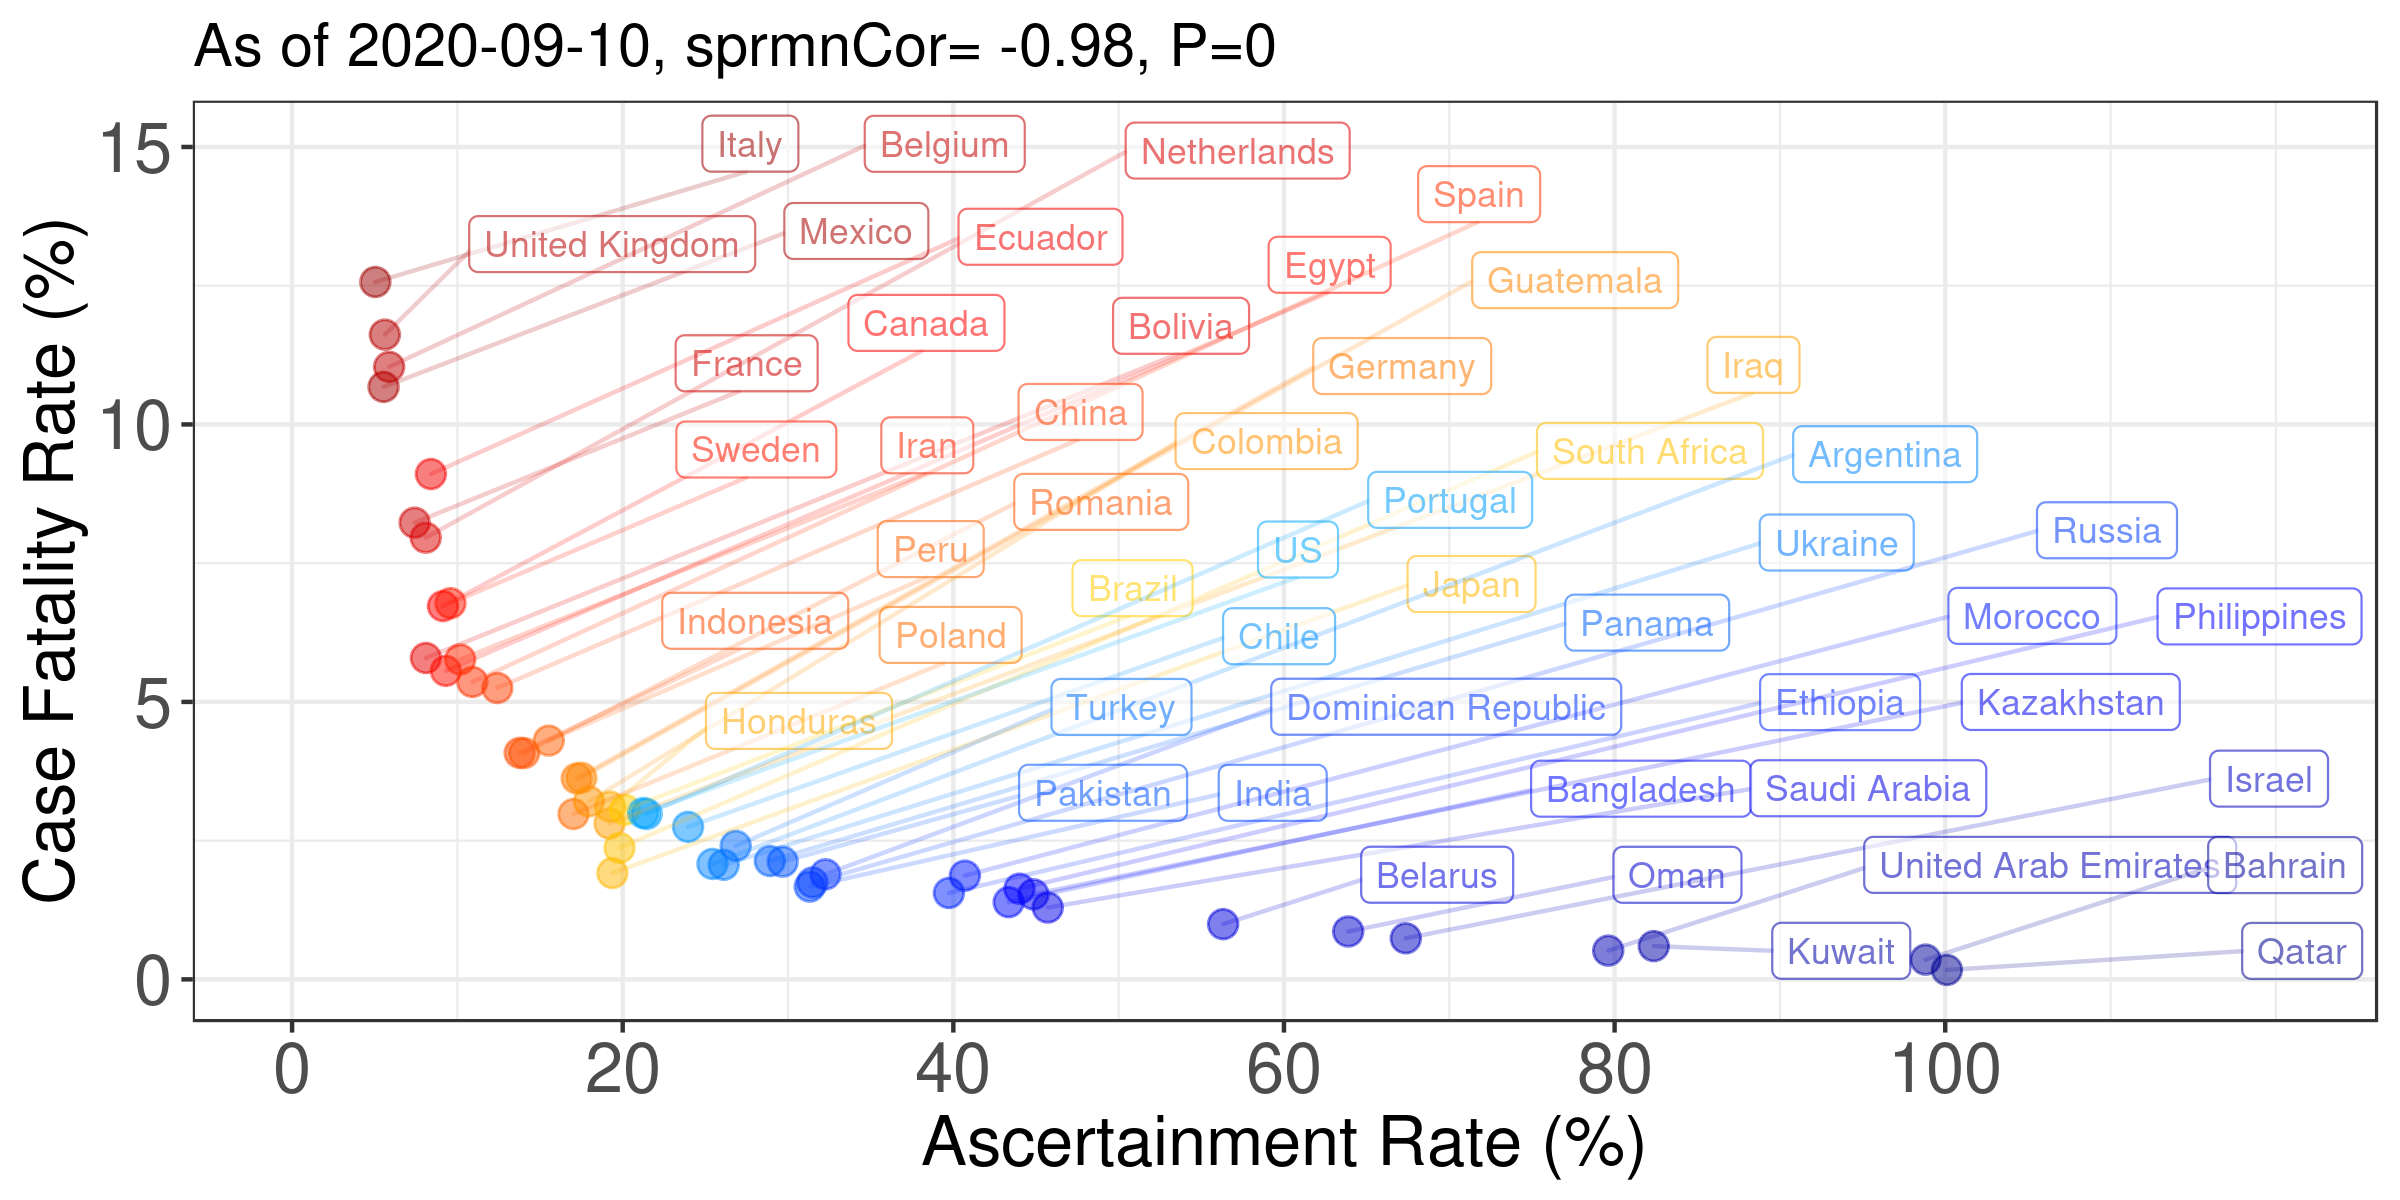 As of 2020-09-10, sprmnCor= -0.98, P=0
Case Fatality Rate (%)
15
10
5
0
Italy
Belgium
Netherlands
Spain
United Kingdom
Mexico
Ecuador
Egypt
Guatemala
France
Canada
Bolivia
Germany
Iraq
Sweden
Iran
China
Colombia
South Africa
Argentina
Romania
Portugal
Russia
Peru
US
Ukraine
Brazil
Japan
Indonesia
Poland
Chile
Panama
Morocco
Philippines
Honduras
Turkey
Dominican Republic
Ethiopia
Kazakhstan
Pakistan
India
Bangladesh
Saudi Arabia
Israel
Belarus
Oman
United Arab Emirates
Bahrain
Kuwait
Qatar
0
20
40
60
80
100
Ascertainment Rate (%)